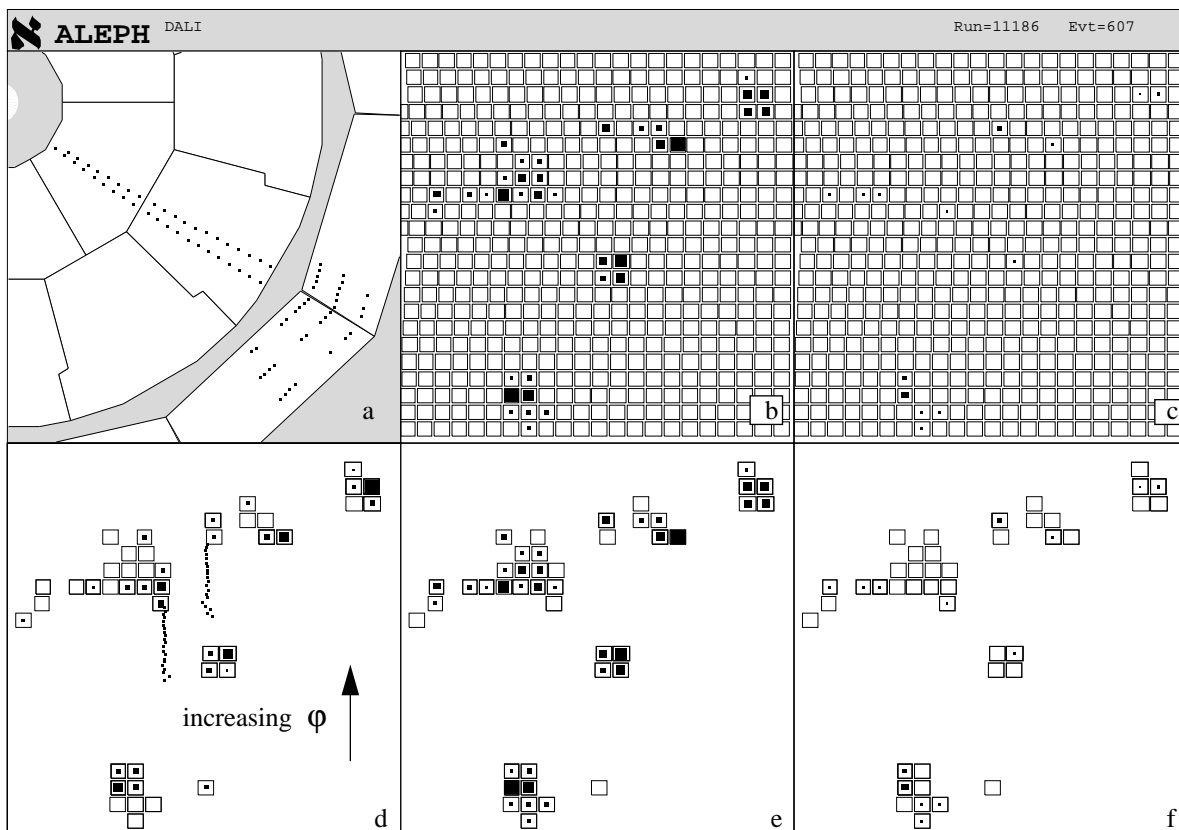 ℵ ALEPH DALI Run=11186 Evt=607
a
b
c
increasing φ
d
e
f